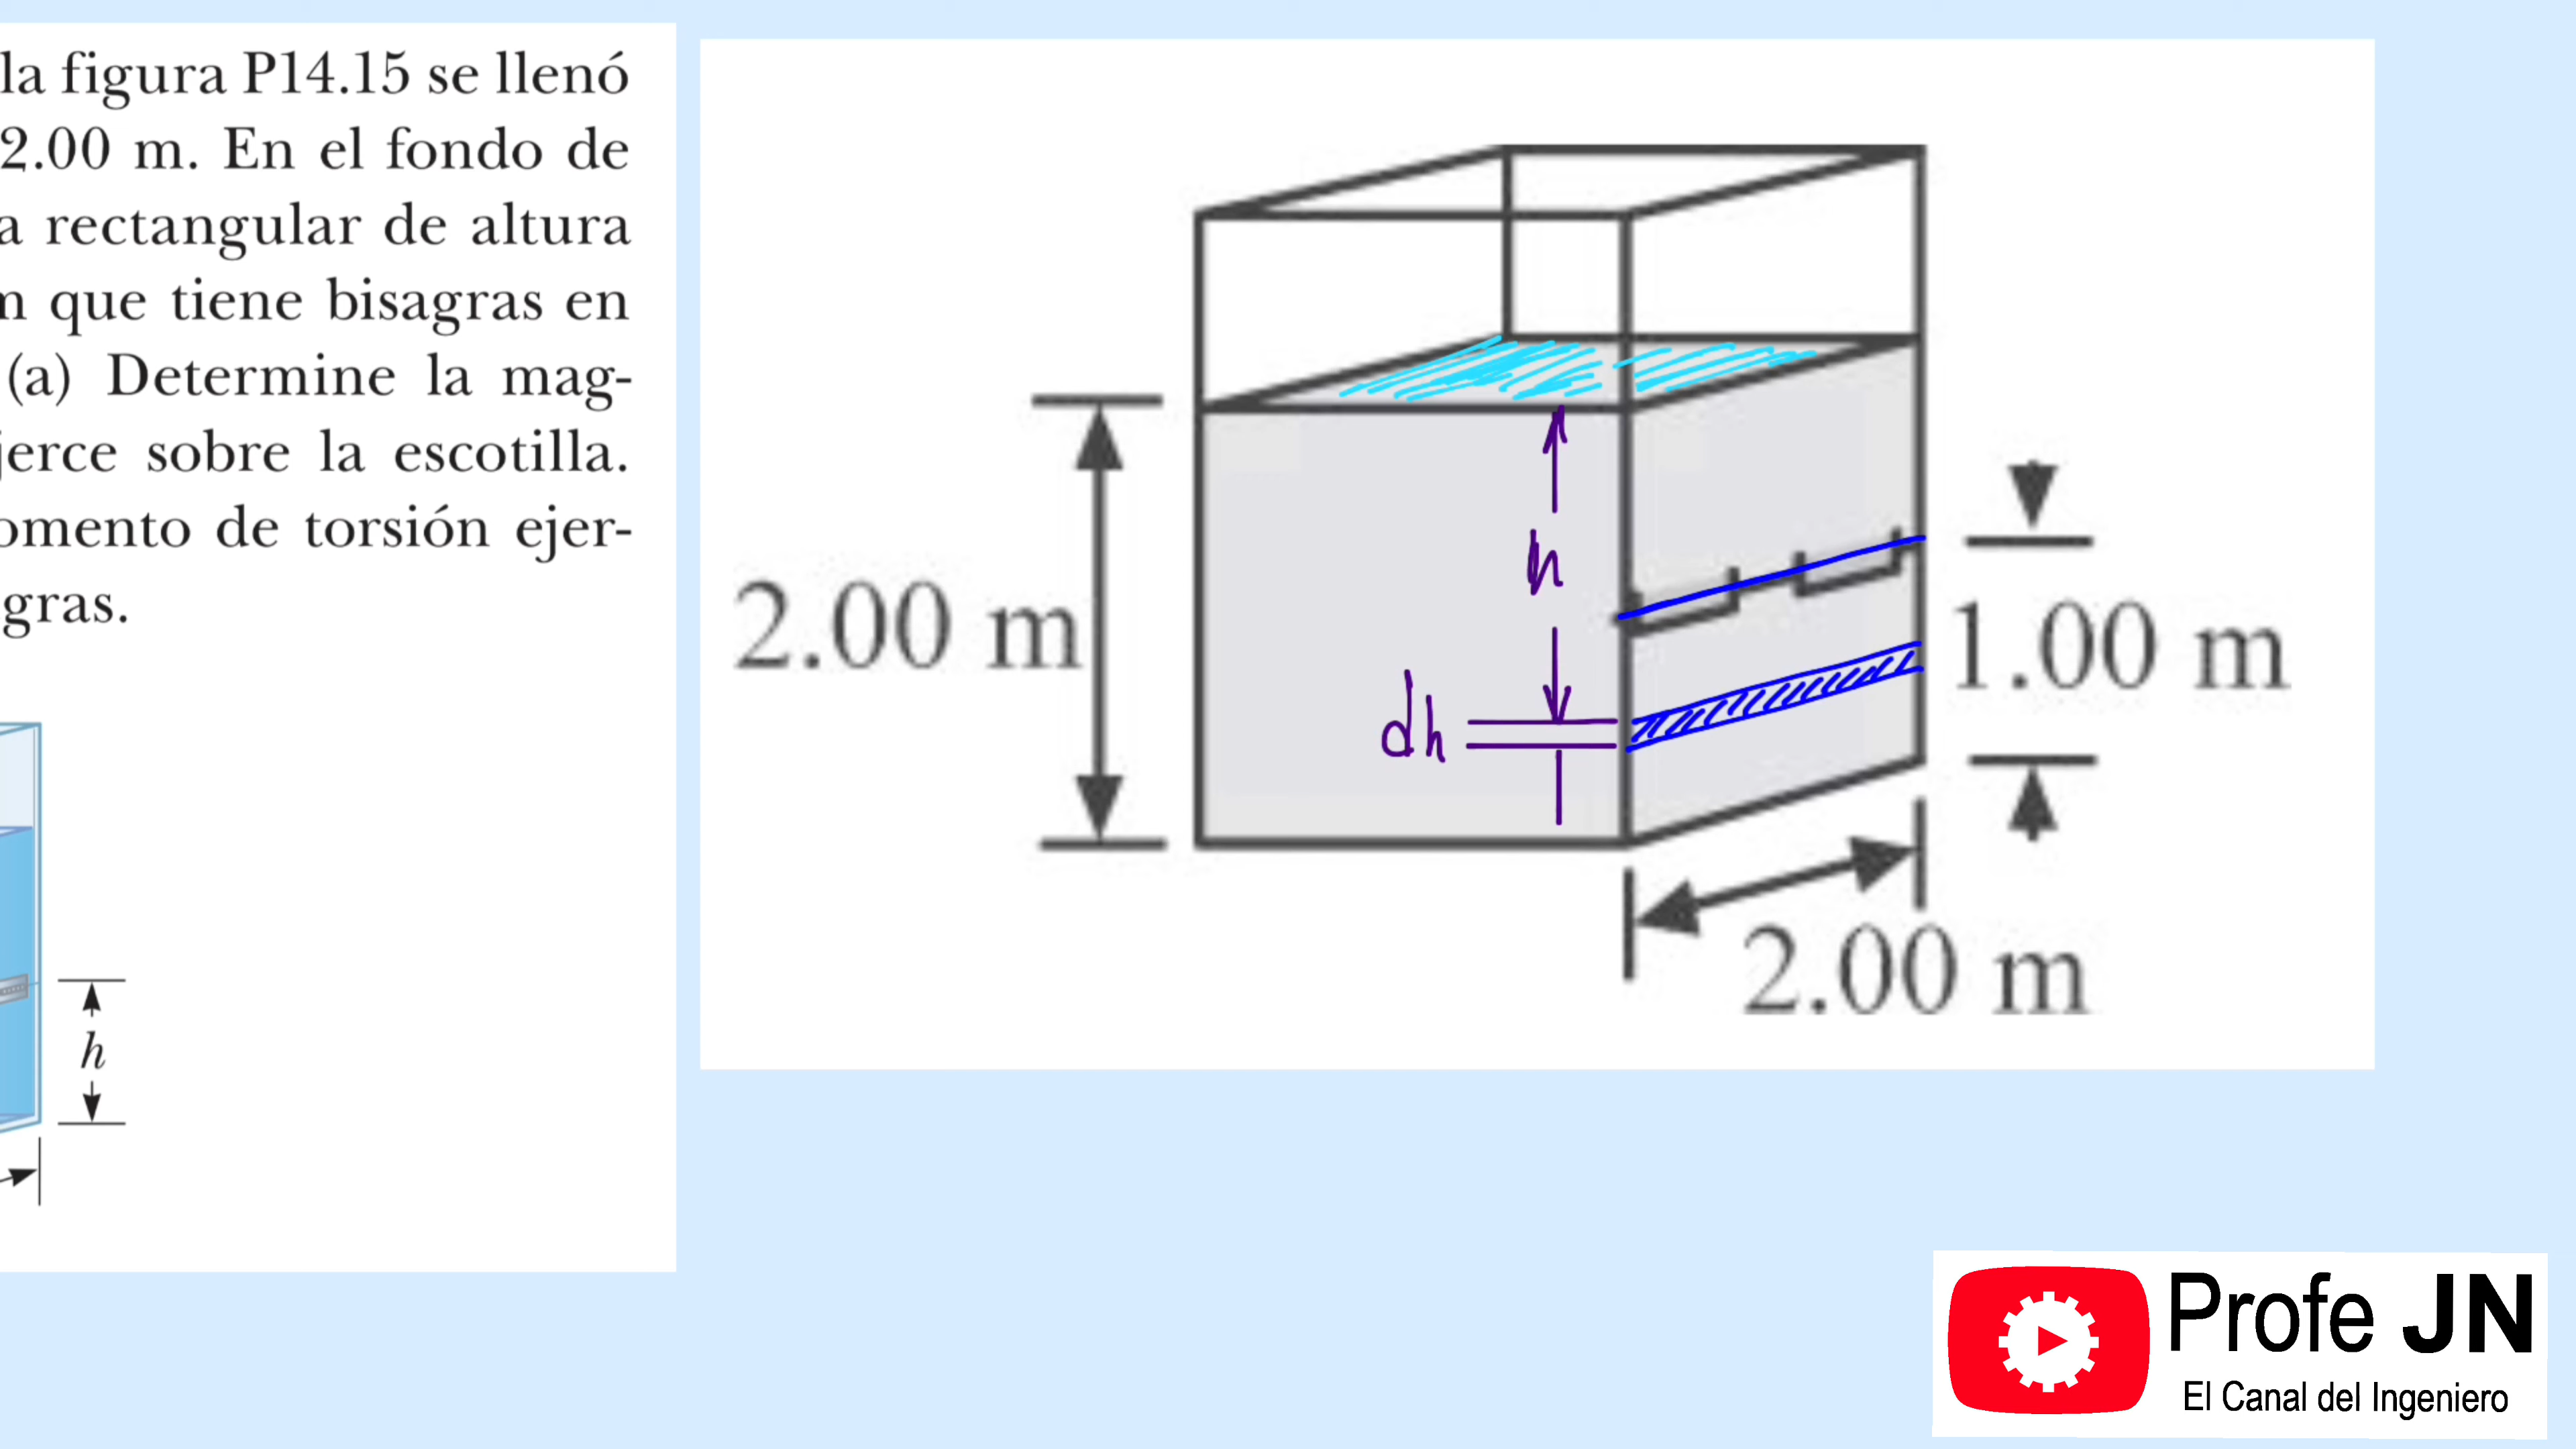 la figura P14.15 se llenó
2.00 m. En el fondo de
a rectangular de altura
que tiene bisagras en
(a) Determine la mag-
jerce sobre la escotilla.
omento de torsión ejer-
gras.
h
2.00 m
h
dh
1.00 m
2.00 m
Profe JN
El Canal del Ingeniero